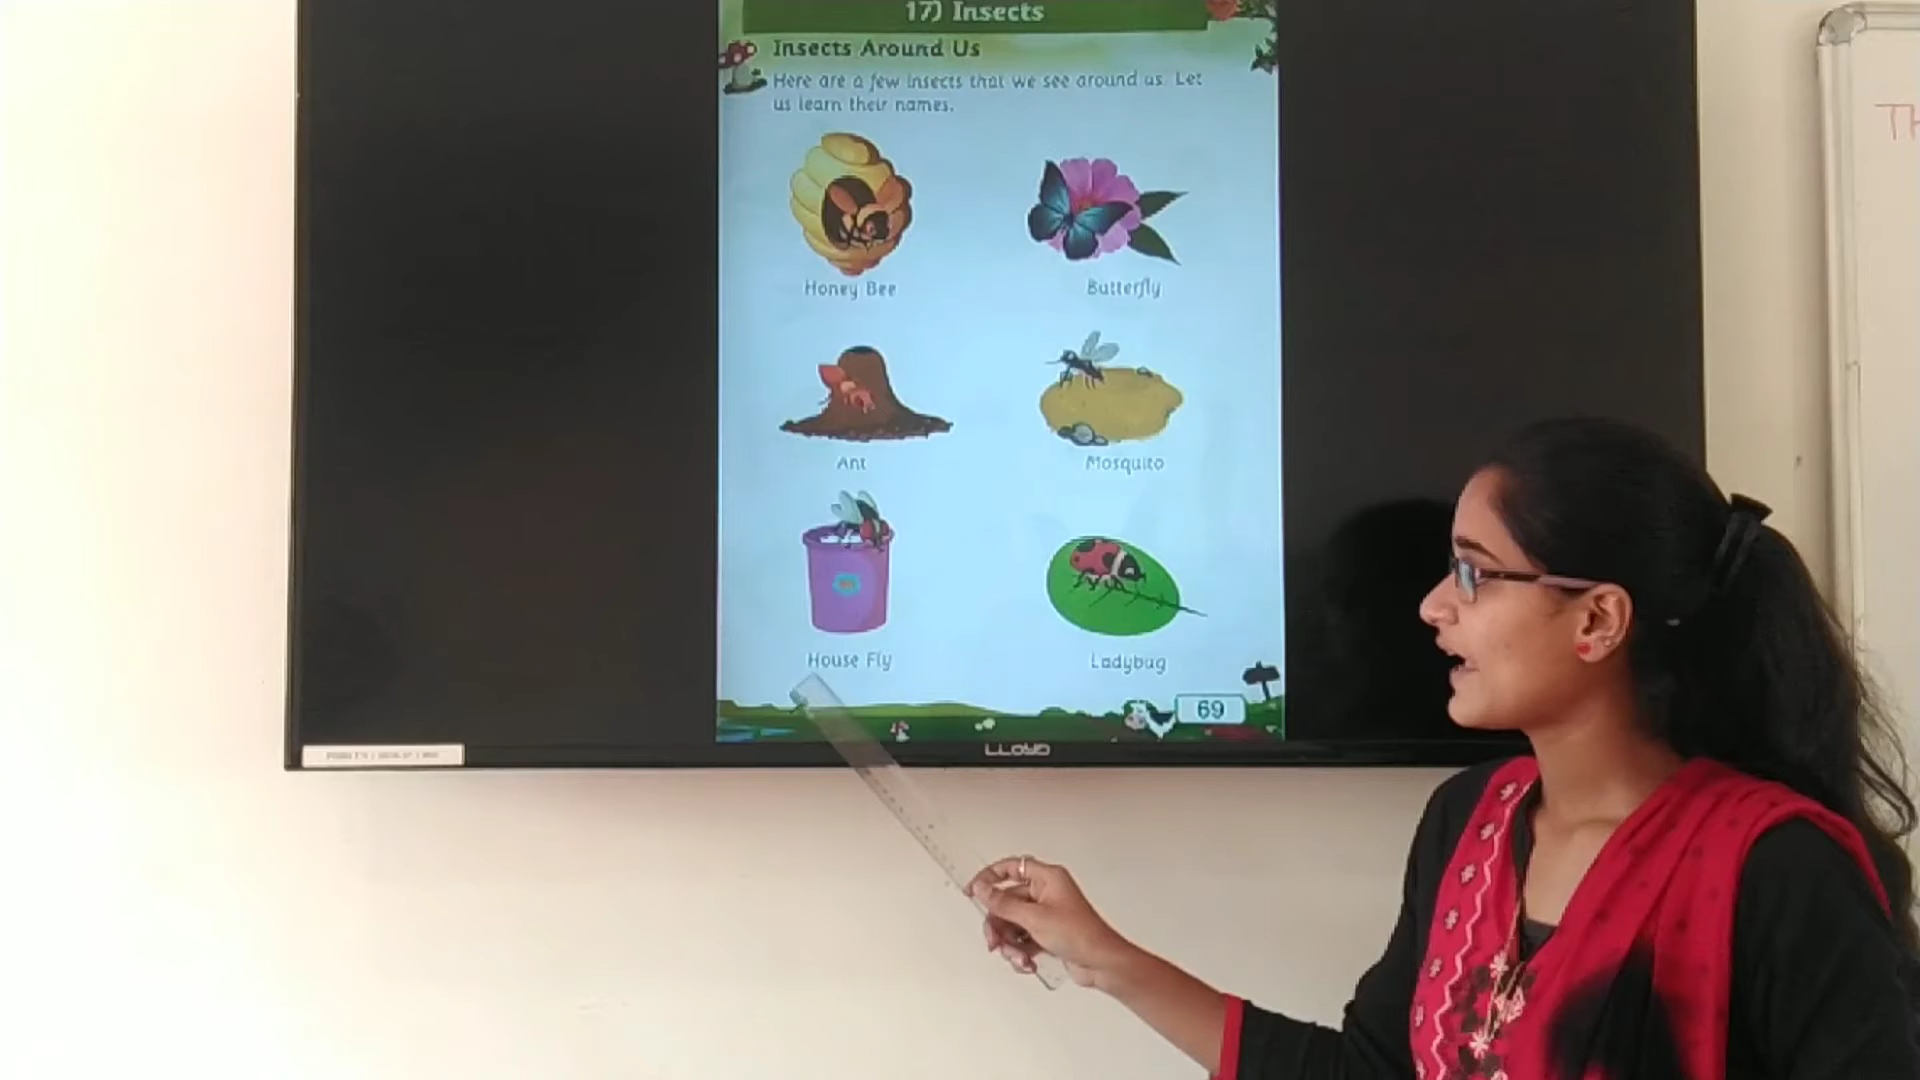 17) Insects
Insects Around Us
Here are a few insects that we see around us. Let
us learn their names.
Honey Bee
Butterfly
Ant
Mosquito
House Fly
Ladybug
69
LLOYD
TH